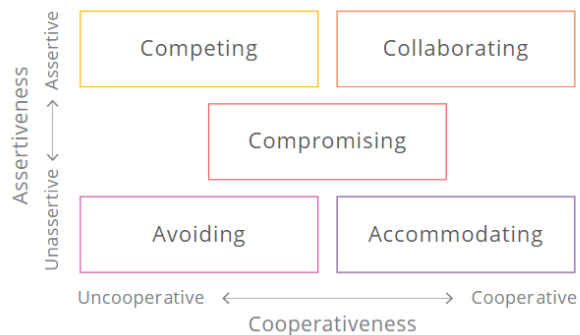 Competing
Collaborating
Compromising
Avoiding
Accommodating
Assertiveness
Assertive
Unassertive
Uncooperative
Cooperative
Cooperativeness